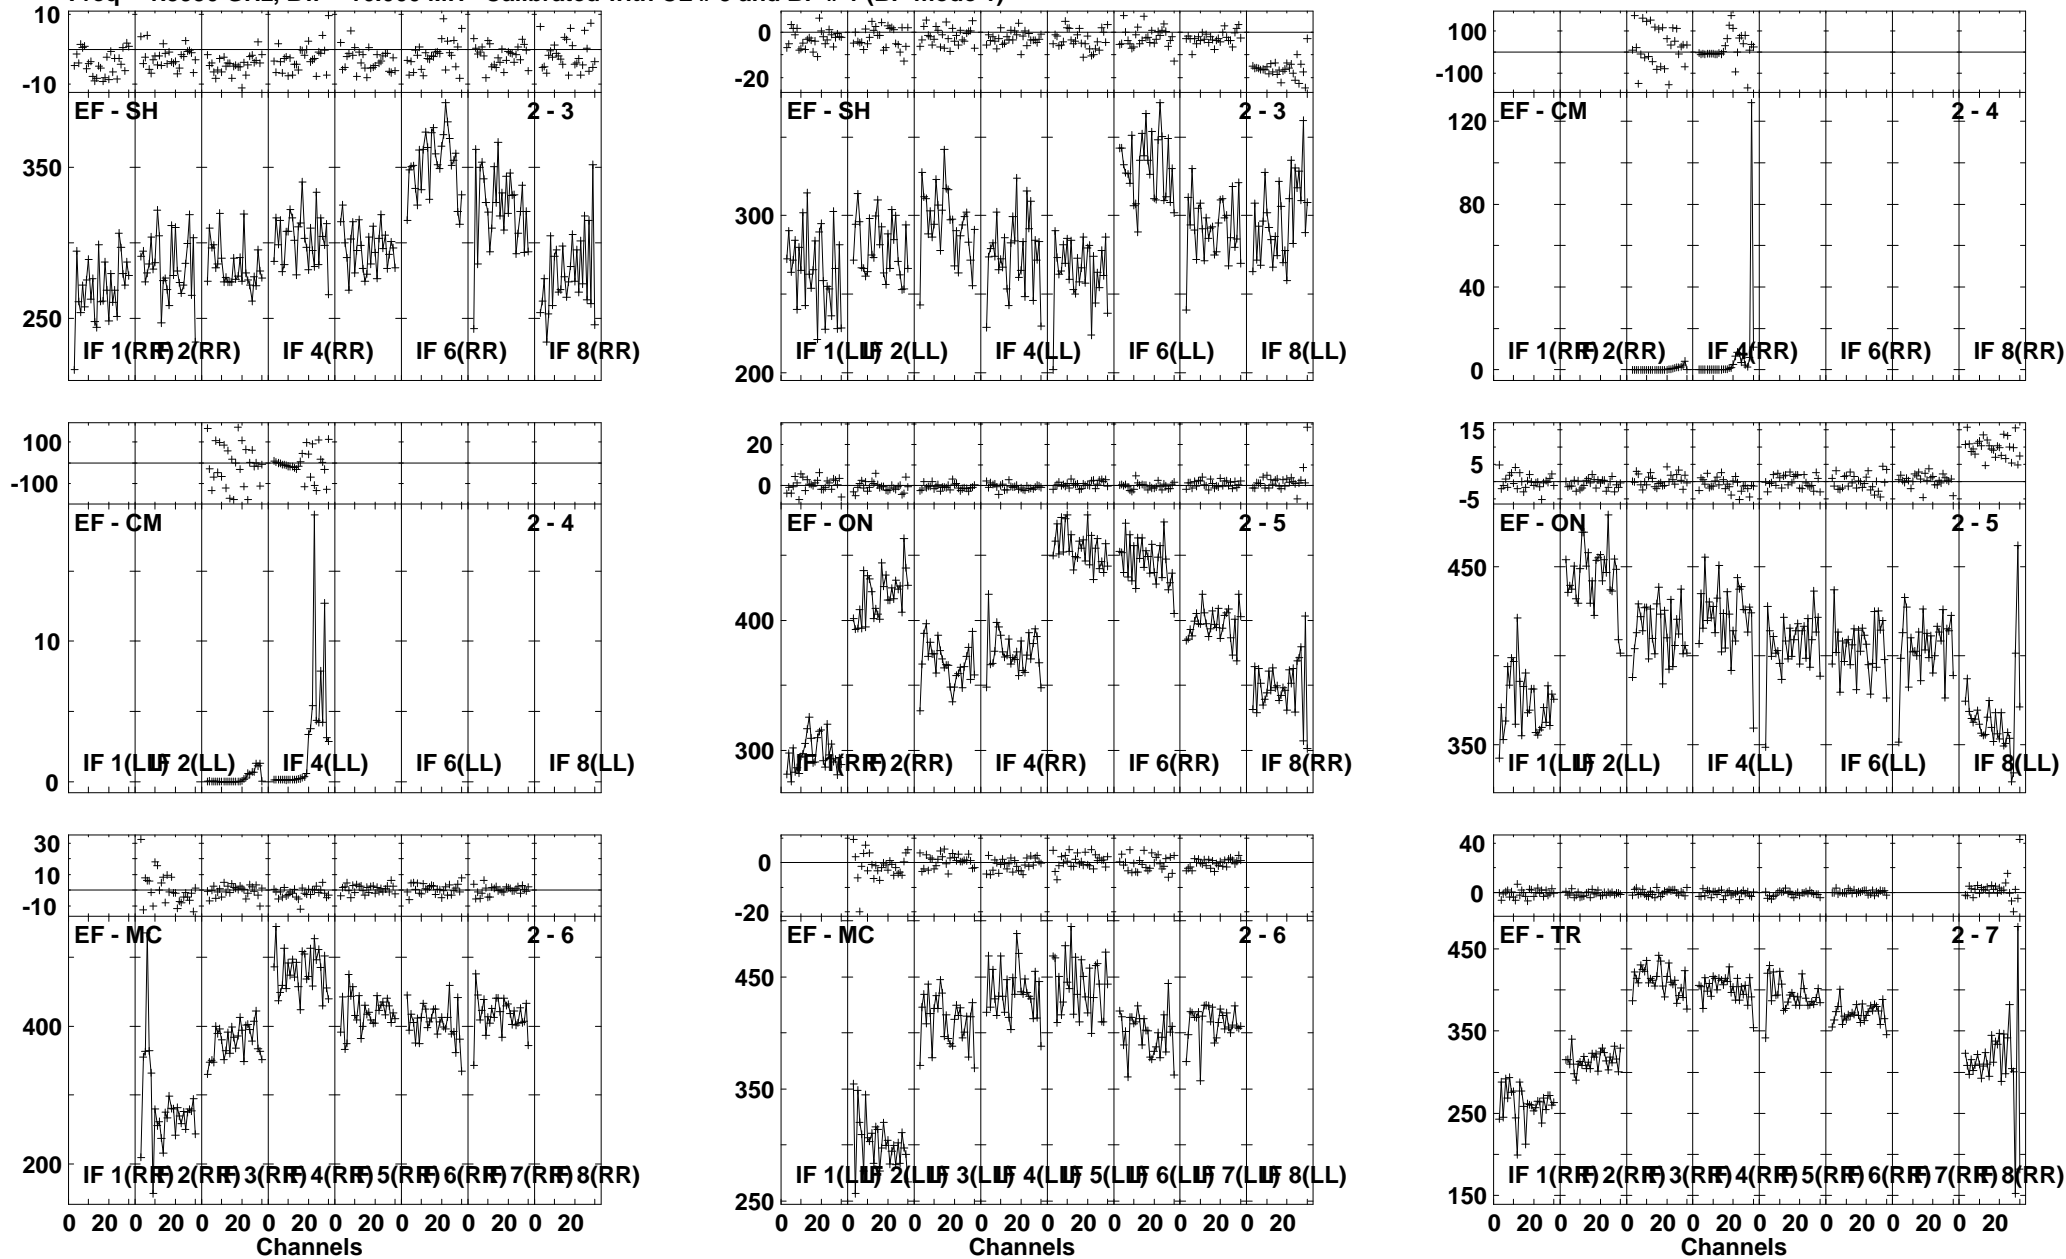 10
0
-10
EF - SH 2 - 3
350
250
IF 1(RR) IF 2(RR) IF 4(RR) IF 6(RR) IF 8(RR)
0
-20
EF - SH 2 - 3
300
200
IF 1(LL) IF 2(LL) IF 4(LL) IF 6(LL) IF 8(LL)
100
-100
EF - CM 2 - 4
120
80
40
0
IF 1(RR) IF 2(RR) IF 4(RR) IF 6(RR) IF 8(RR)
100
-100
EF - CM 2 - 4
10
0
IF 1(LL) IF 2(LL) IF 4(LL) IF 6(LL) IF 8(LL)
20
0
EF - ON 2 - 5
400
300
IF 1(RR) IF 2(RR) IF 4(RR) IF 6(RR) IF 8(RR)
15
5
-5
EF - ON 2 - 5
450
350
IF 1(LL) IF 2(LL) IF 4(LL) IF 6(LL) IF 8(LL)
30
10
-10
EF - MC 2 - 6
400
200
IF 1(RR) IF 2(RR) IF 3(RR) IF 4(RR) IF 5(RR) IF 6(RR) IF 7(RR) IF 8(RR)
0 20 0 20 0 20 0 20 0 20 0 20 0 20 0 20
Channels
0
-20
EF - MC 2 - 6
450
350
250
IF 1(LL) IF 2(LL) IF 3(LL) IF 4(LL) IF 5(LL) IF 6(LL) IF 7(LL) IF 8(LL)
0 20 0 20 0 20 0 20 0 20 0 20 0 20 0 20
Channels
40
0
EF - TR 2 - 7
450
350
250
150
IF 1(RR) IF 2(RR) IF 3(RR) IF 4(RR) IF 5(RR) IF 6(RR) IF 7(RR) IF 8(RR)
0 20 0 20 0 20 0 20 0 20 0 20 0 20 0 20
Channels